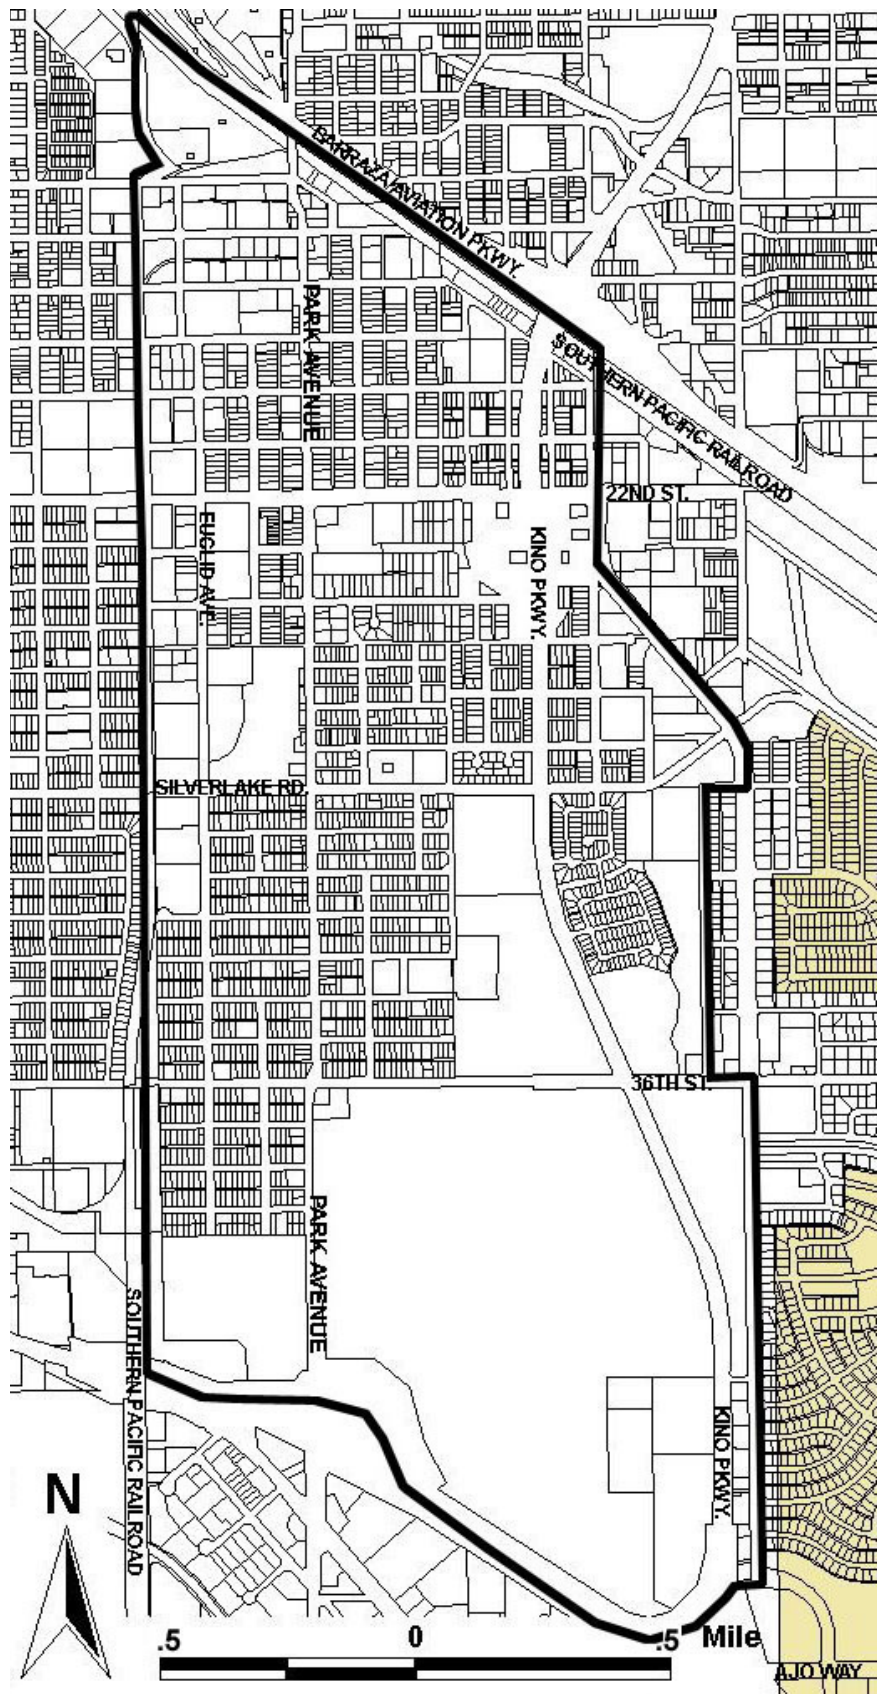 BARRAZA/AVIATION PKWY.
PARK AVENUE
SOUTHERN PACIFIC RAILROAD
22ND ST.
EUCLID AVE.
KINO PKWY.
SILVERLAKE RD.
36TH ST.
PARK AVENUE
SOUTHERN PACIFIC RAILROAD
KINO PKWY.
N
.5 0 .5 Mile
AJO WAY